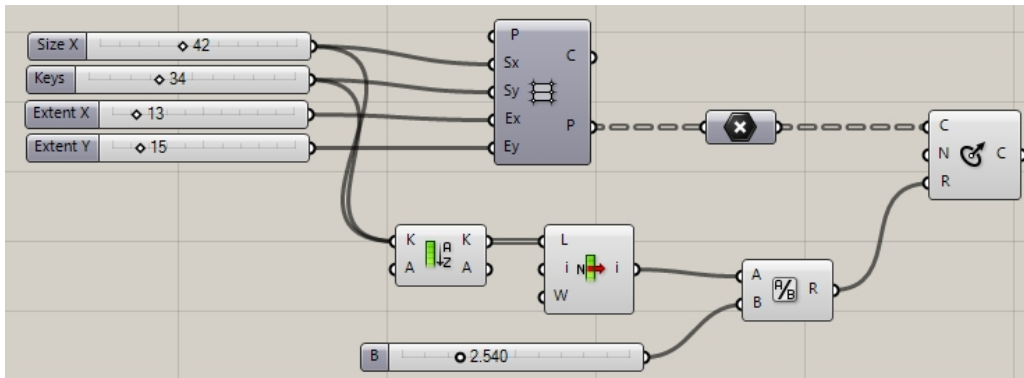 Size X 42
Keys 34
Extent X 13
Extent Y 15
P
Sx C
Sy
Ex
Ey P
C
N C
R
K A K
A Z A
L
i N i
W
A A/B R
B
B 2.540